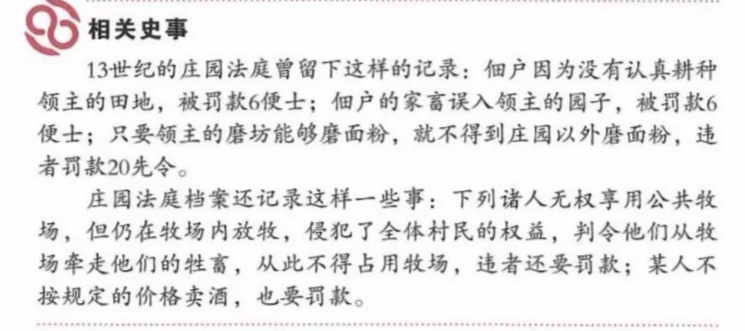 相关史事
13世纪的庄园法庭曾留下这样的记录：佃户因为没有认真耕种
领主的田地，被罚款6便士；佃户的家畜误入领主的园子，被罚款6
便士；只要领主的磨坊能够磨面粉，就不得到庄园以外磨面粉，违
者罚款20先令。
庄园法庭档案还记录这样一些事：下列诸人无权享用公共牧
场，但仍在牧场内放牧，侵犯了全体村民的权益，判令他们从牧
场牵走他们的牲畜，从此不得占用牧场，违者还要罚款；某人不
按规定的价格卖酒，也要罚款。